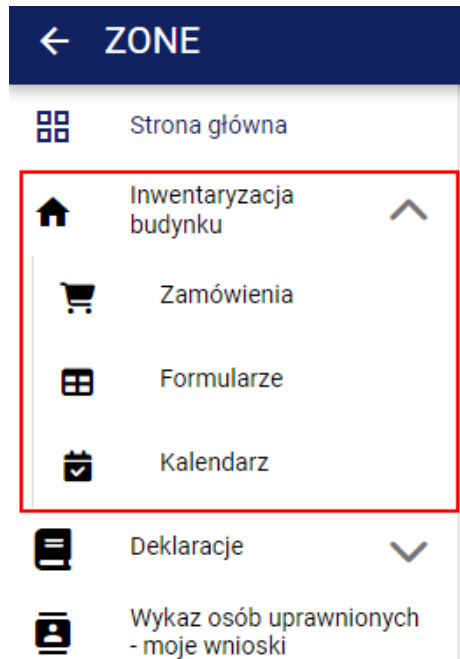 ZONE
Strona główna
Inwentaryzacja
budynku
Zamówienia
Formularze
Kalendarz
Deklaracje
Wykaz osób uprawnionych
- moje wnioski